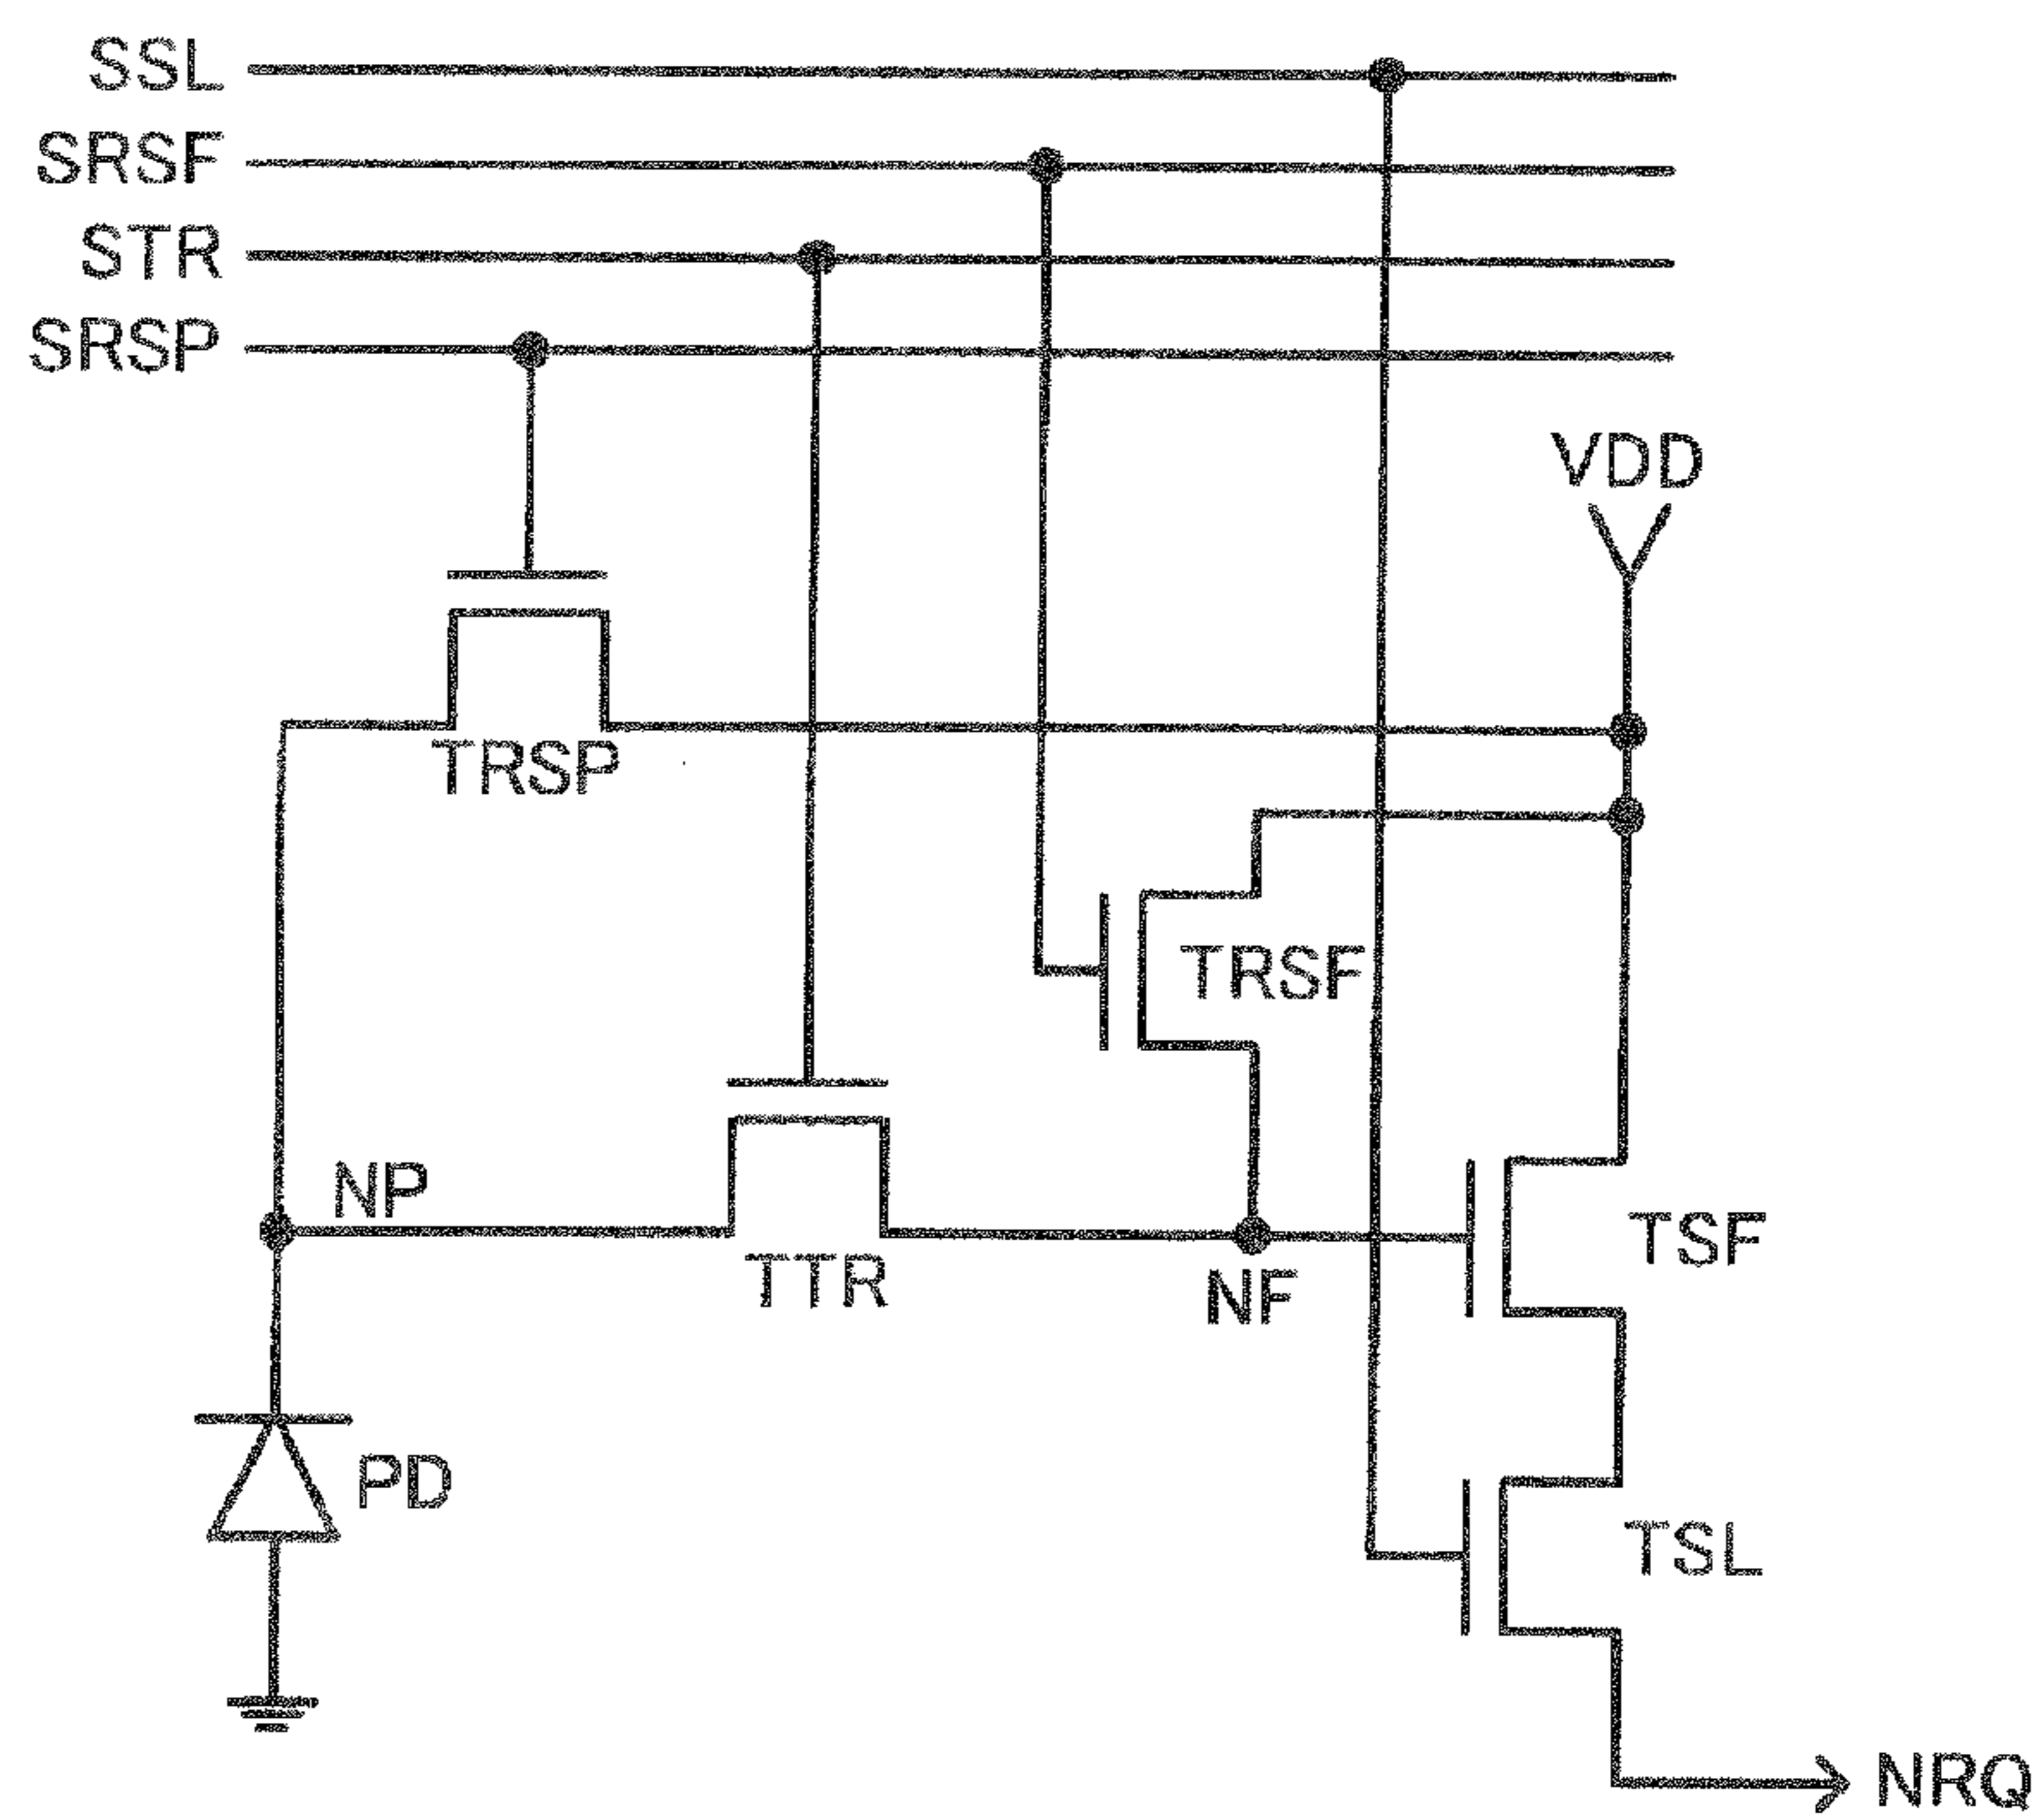 SSL
SRSF
STR
SRSP
VDD
TRSP
TRSF
NP
TSF
TTR
NF
PD
TSL
NRQ